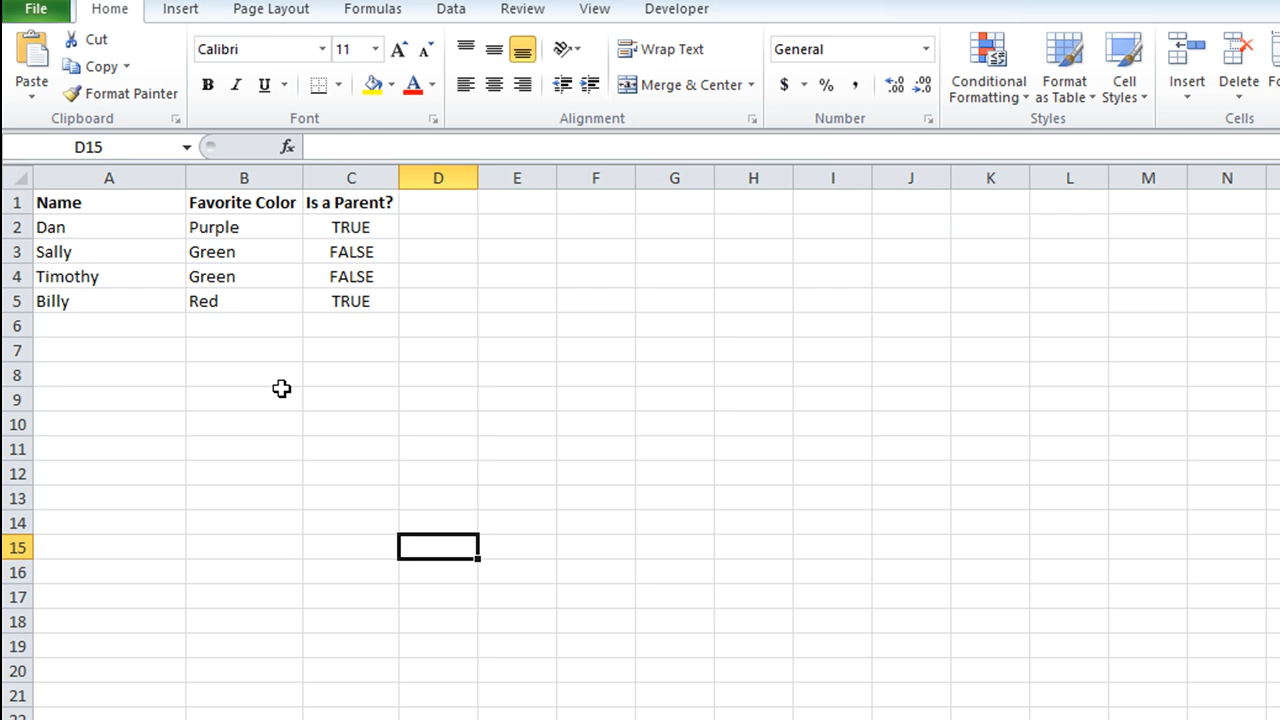 File Home Insert Page Layout Formulas Data Review View Developer
Cut
Copy
Format Painter
Paste
Clipboard
Calibri 11 A A
B I U A
Font
Wrap Text
Merge & Center
Alignment
General
$ % , .0 .00 .00 .0
Number
Conditional Formatting
Format as Table
Cell Styles
Styles
Insert Delete
Cells
D15 fx
A B C D E F G H I J K L M N
1 Name Favorite Color Is a Parent?
2 Dan Purple TRUE
3 Sally Green FALSE
4 Timothy Green FALSE
5 Billy Red TRUE
6
7
8
9
10
11
12
13
14
15
16
17
18
19
20
21